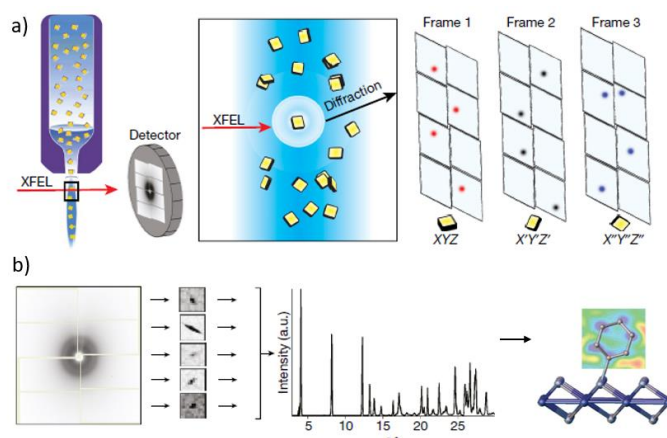 a)
XFEL
Detector
XFEL
Diffraction
Frame 1
Frame 2
Frame 3
XYZ
X'Y'Z'
X"Y"Z"
b)
Intensity (a.u.)
5
10
15
20
25